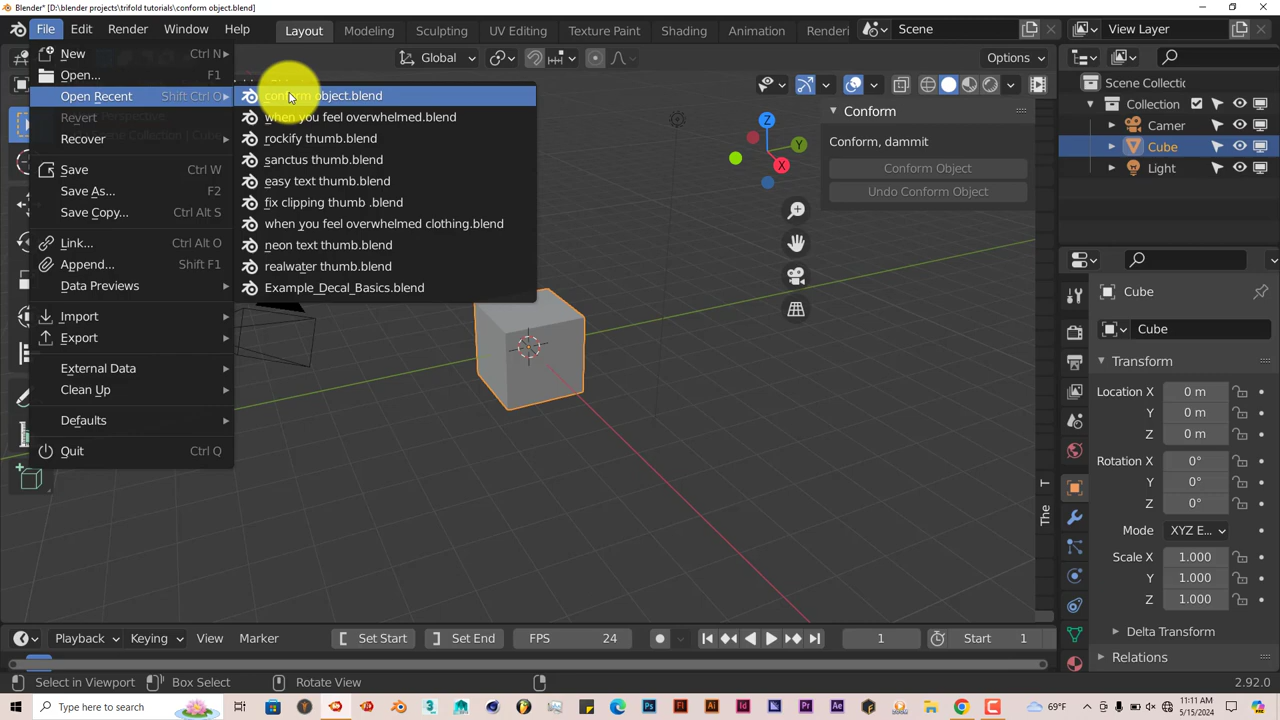 Blender* [D:\blender projects\trifold tutorials\conform object.blend]
File Edit Render Window Help Layout Modeling Sculpting UV Editing Texture Paint Shading Animation Renderi Scene View Layer
Global Options
New Ctrl N
Open... F1
Open Recent Shift Ctrl O
Revert
Recover
Save Ctrl W
Save As... F2
Save Copy... Ctrl Alt S
Link... Ctrl Alt O
Append... Shift F1
Data Previews
Import
Export
External Data
Clean Up
Defaults
Quit Ctrl Q
conform object.blend
when you feel overwhelmed.blend
rockify thumb.blend
sanctus thumb.blend
easy text thumb.blend
fix clipping thumb .blend
when you feel overwhelmed clothing.blend
neon text thumb.blend
realwater thumb.blend
Example_Decal_Basics.blend
Z
Y
X
Conform
Conform, dammit
Conform Object
Undo Conform Object
T
The
Scene Collection
Collection
Camer
Cube
Light
Cube
Cube
Transform
Location X 0 m
Y 0 m
Z 0 m
Rotation X 0°
Y 0°
Z 0°
Mode XYZ E...
Scale X 1.000
Y 1.000
Z 1.000
Delta Transform
Relations
Playback Keying View Marker Set Start Set End FPS 24 1 Start 1
Select in Viewport Box Select Rotate View 2.92.0
Type here to search 69°F 11:11 AM
5/15/2024